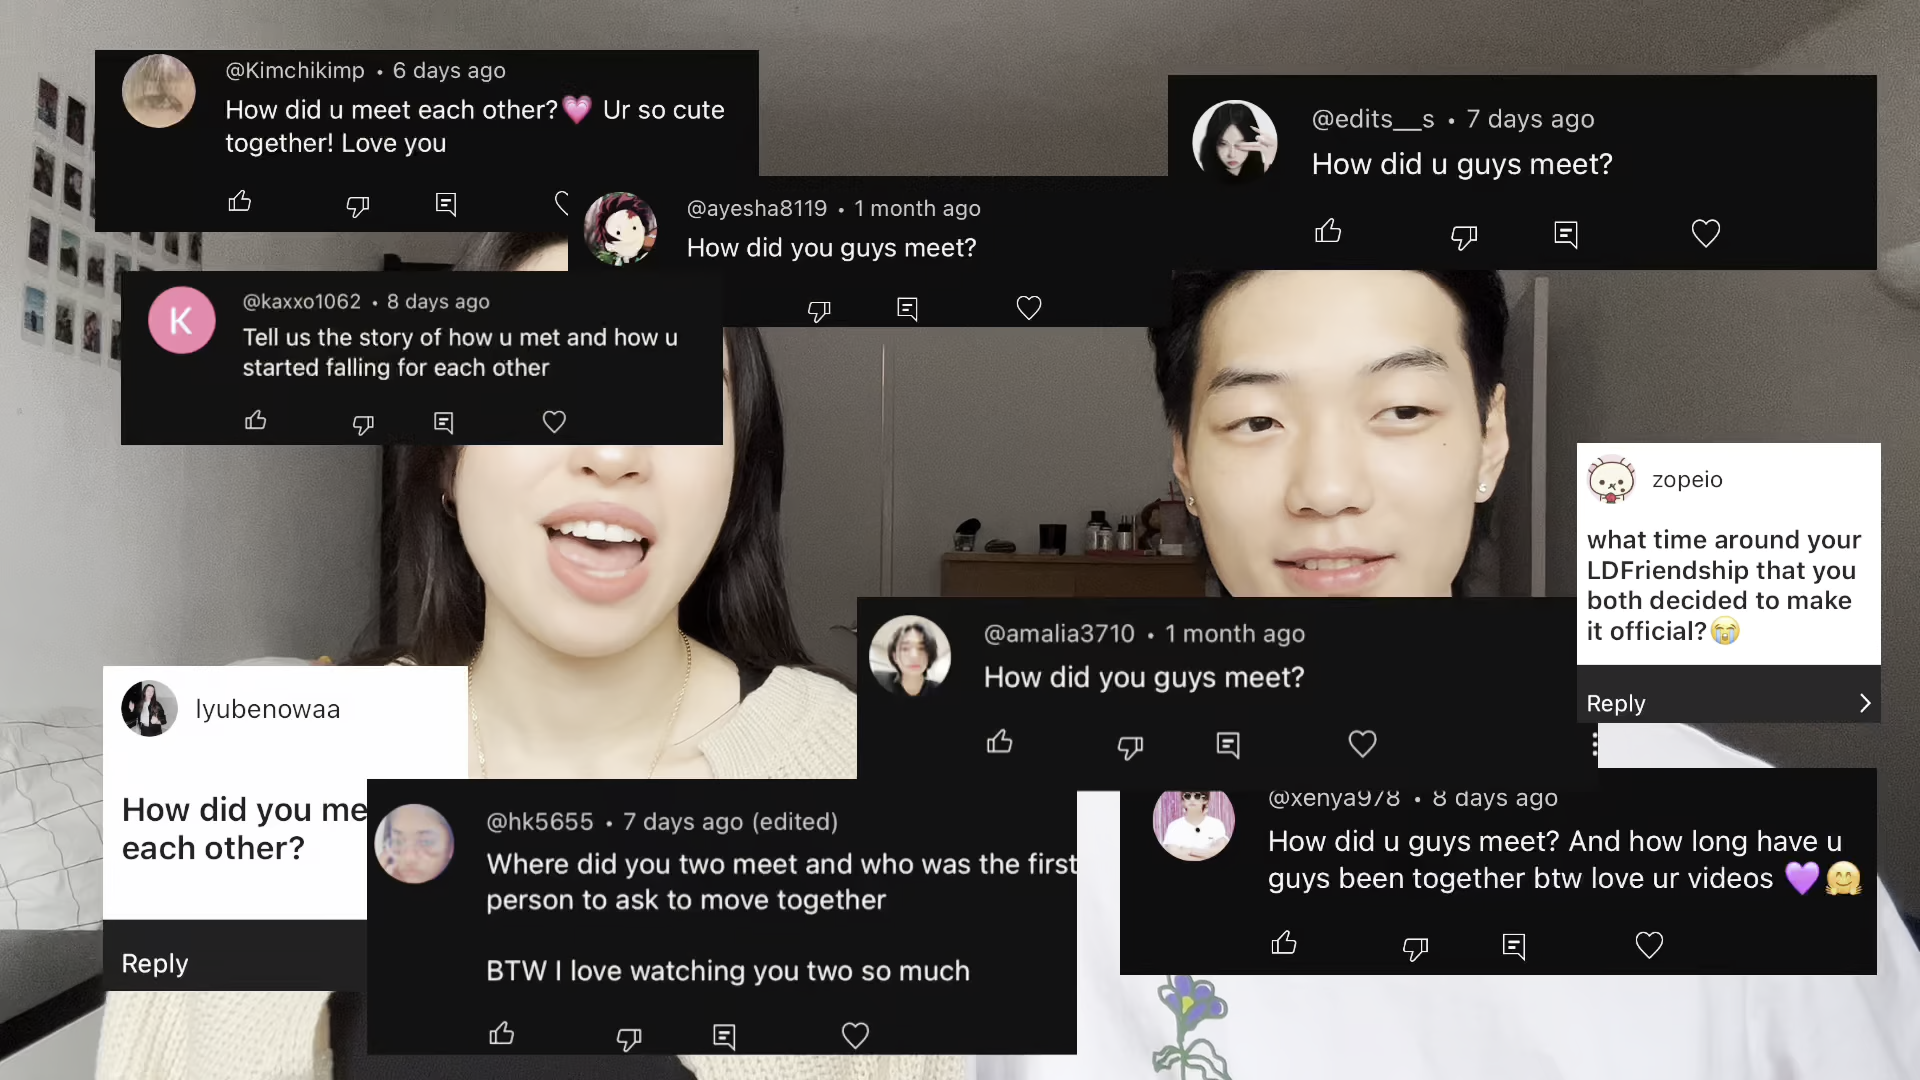 @Kimchikimp • 6 days ago
How did u meet each other?💗 Ur so cute
together! Love you
@edits__s • 7 days ago
How did u guys meet?
@ayesha8119 • 1 month ago
How did you guys meet?
K
@kaxxo1062 • 8 days ago
Tell us the story of how u met and how u
started falling for each other
zopeio
what time around your
LDFriendship that you
both decided to make
it official?😭
Reply
@amalia3710 • 1 month ago
How did you guys meet?
lyubenowaa
How did you me
each other?
Reply
@hk5655 • 7 days ago (edited)
Where did you two meet and who was the first
person to ask to move together
BTW I love watching you two so much
@xenya978 • 8 days ago
How did u guys meet? And how long have u
guys been together btw love ur videos 💜🤗